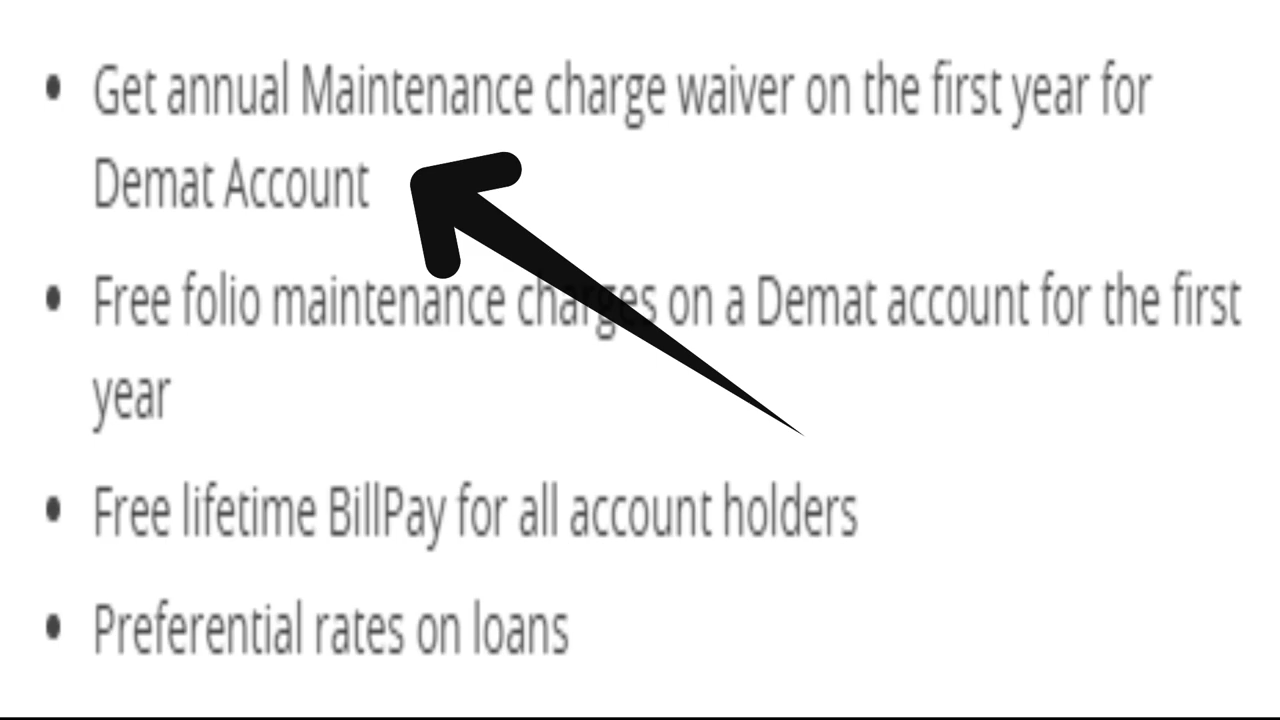 • Get annual Maintenance charge waiver on the first year for
Demat Account
• Free folio maintenance charges on a Demat account for the first
year
• Free lifetime BillPay for all account holders
• Preferential rates on loans